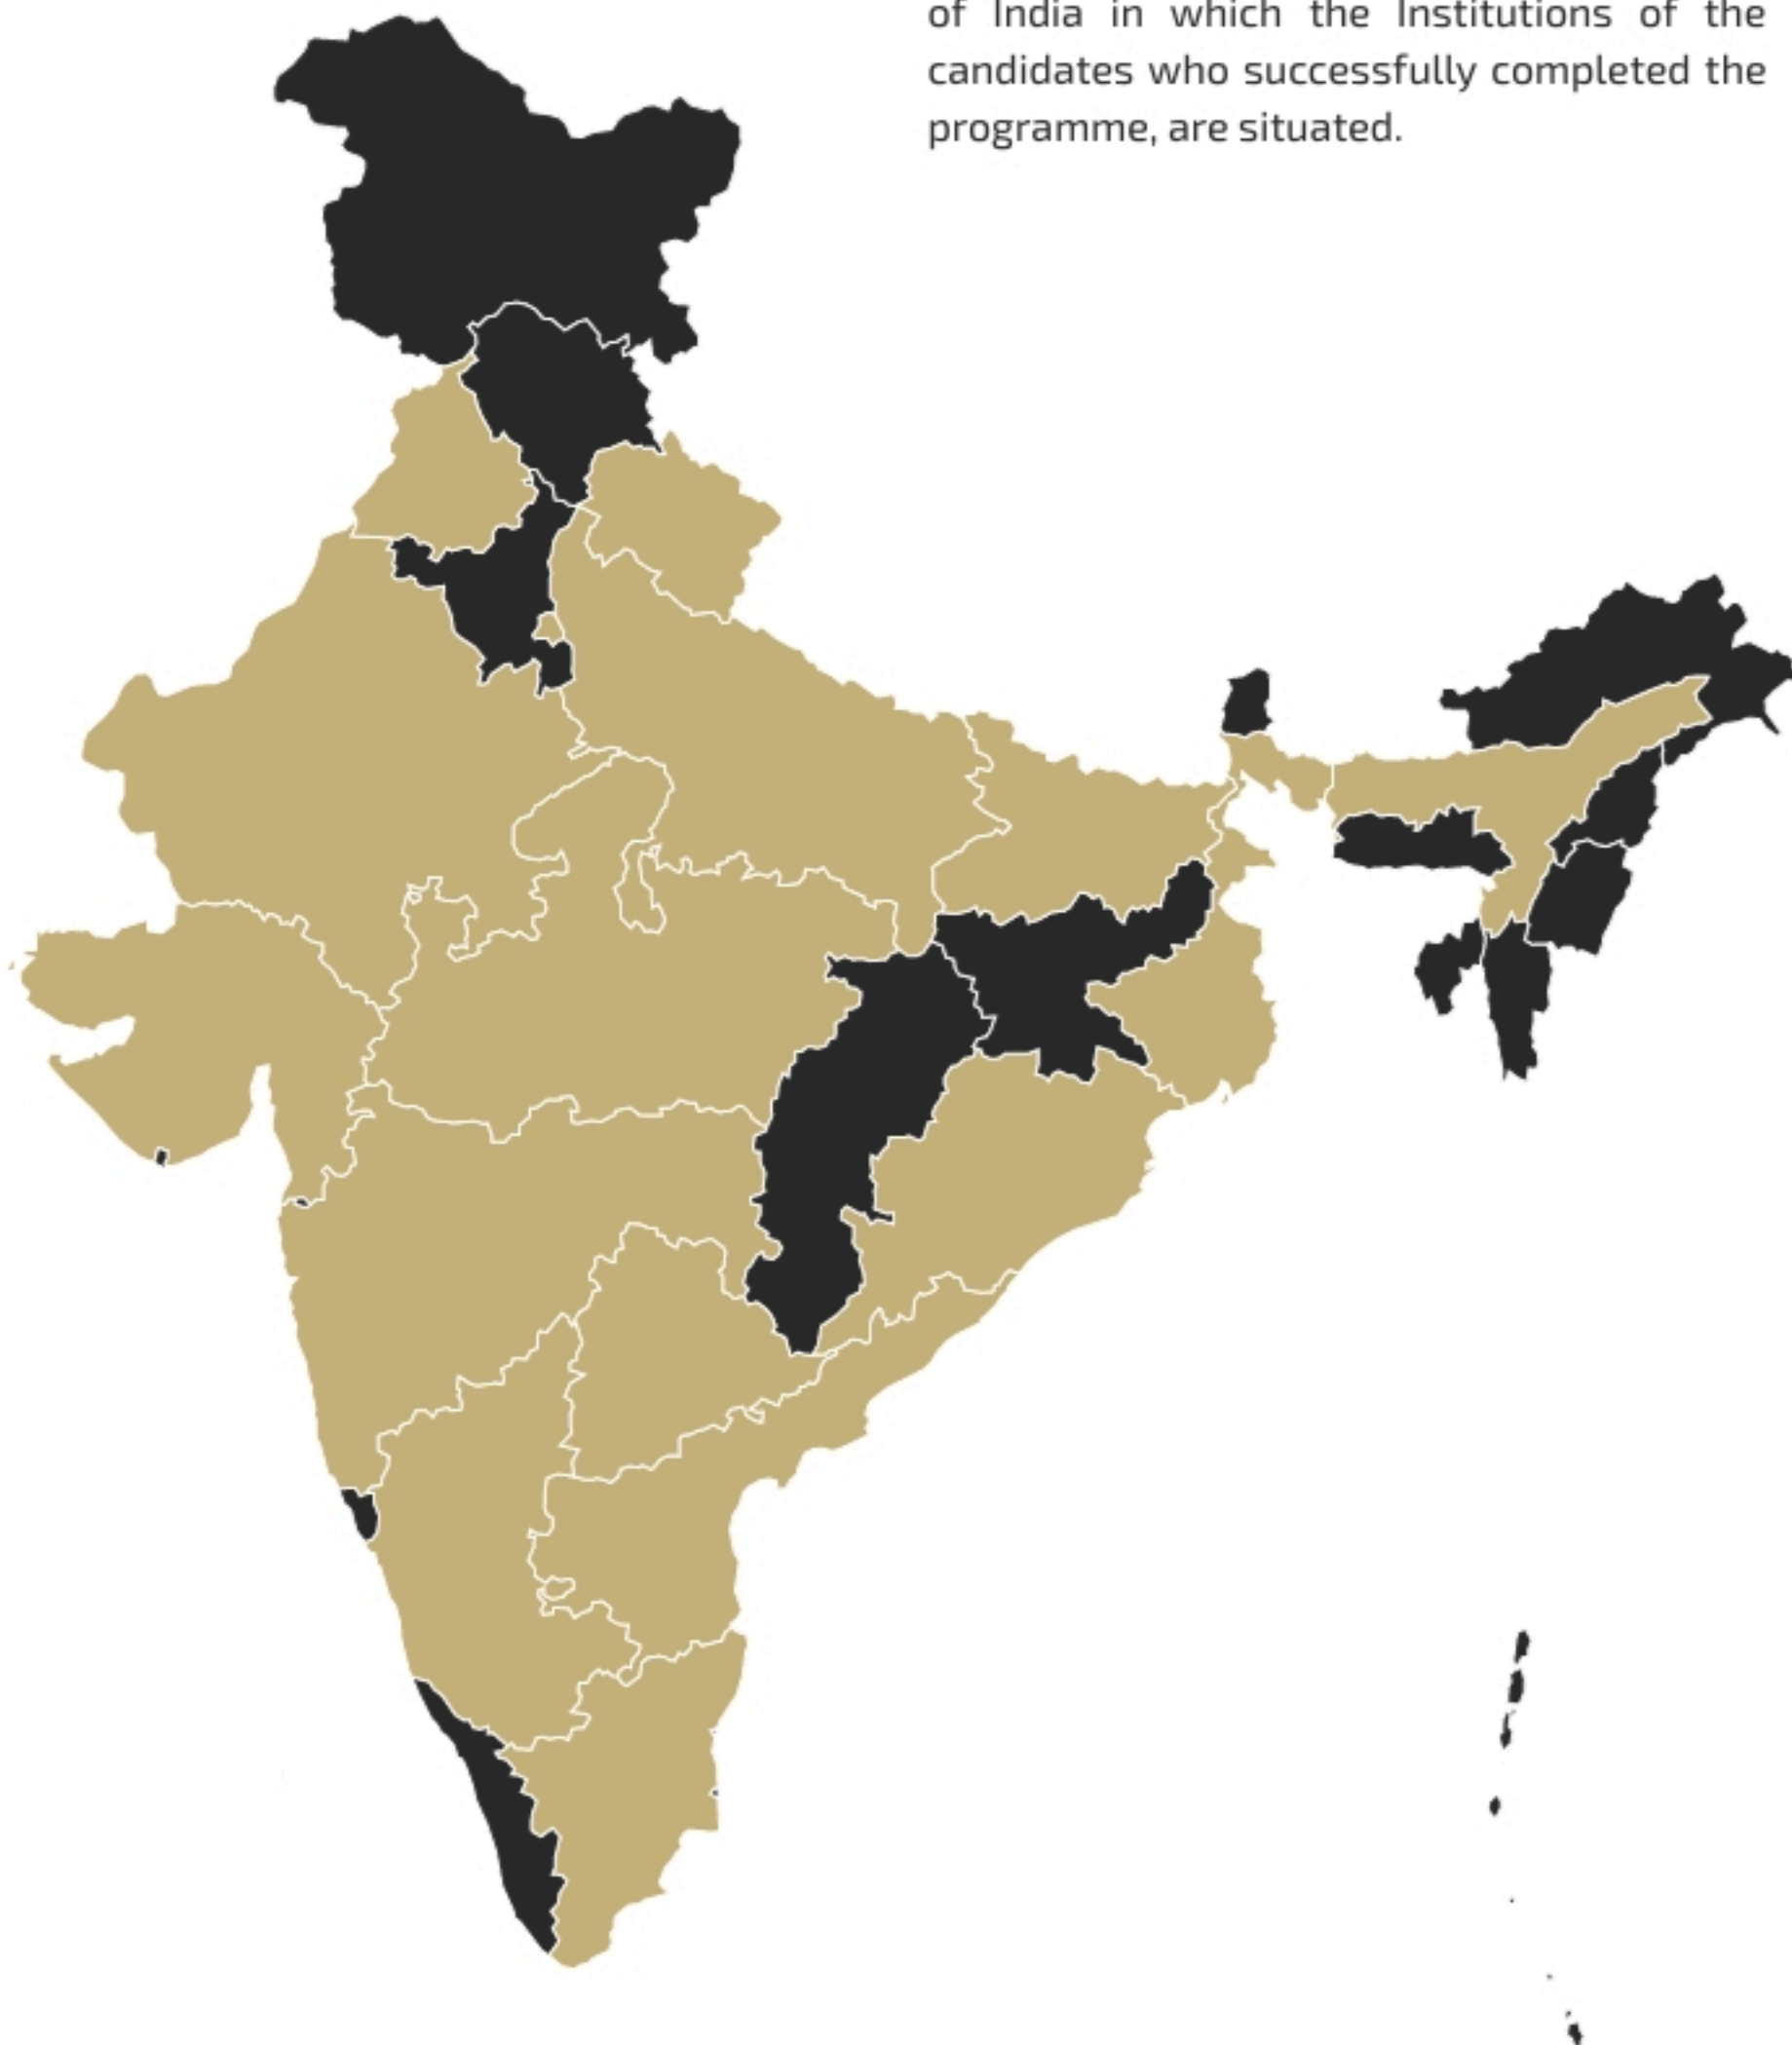 of India in which the Institutions of the
candidates who successfully completed the
programme, are situated.